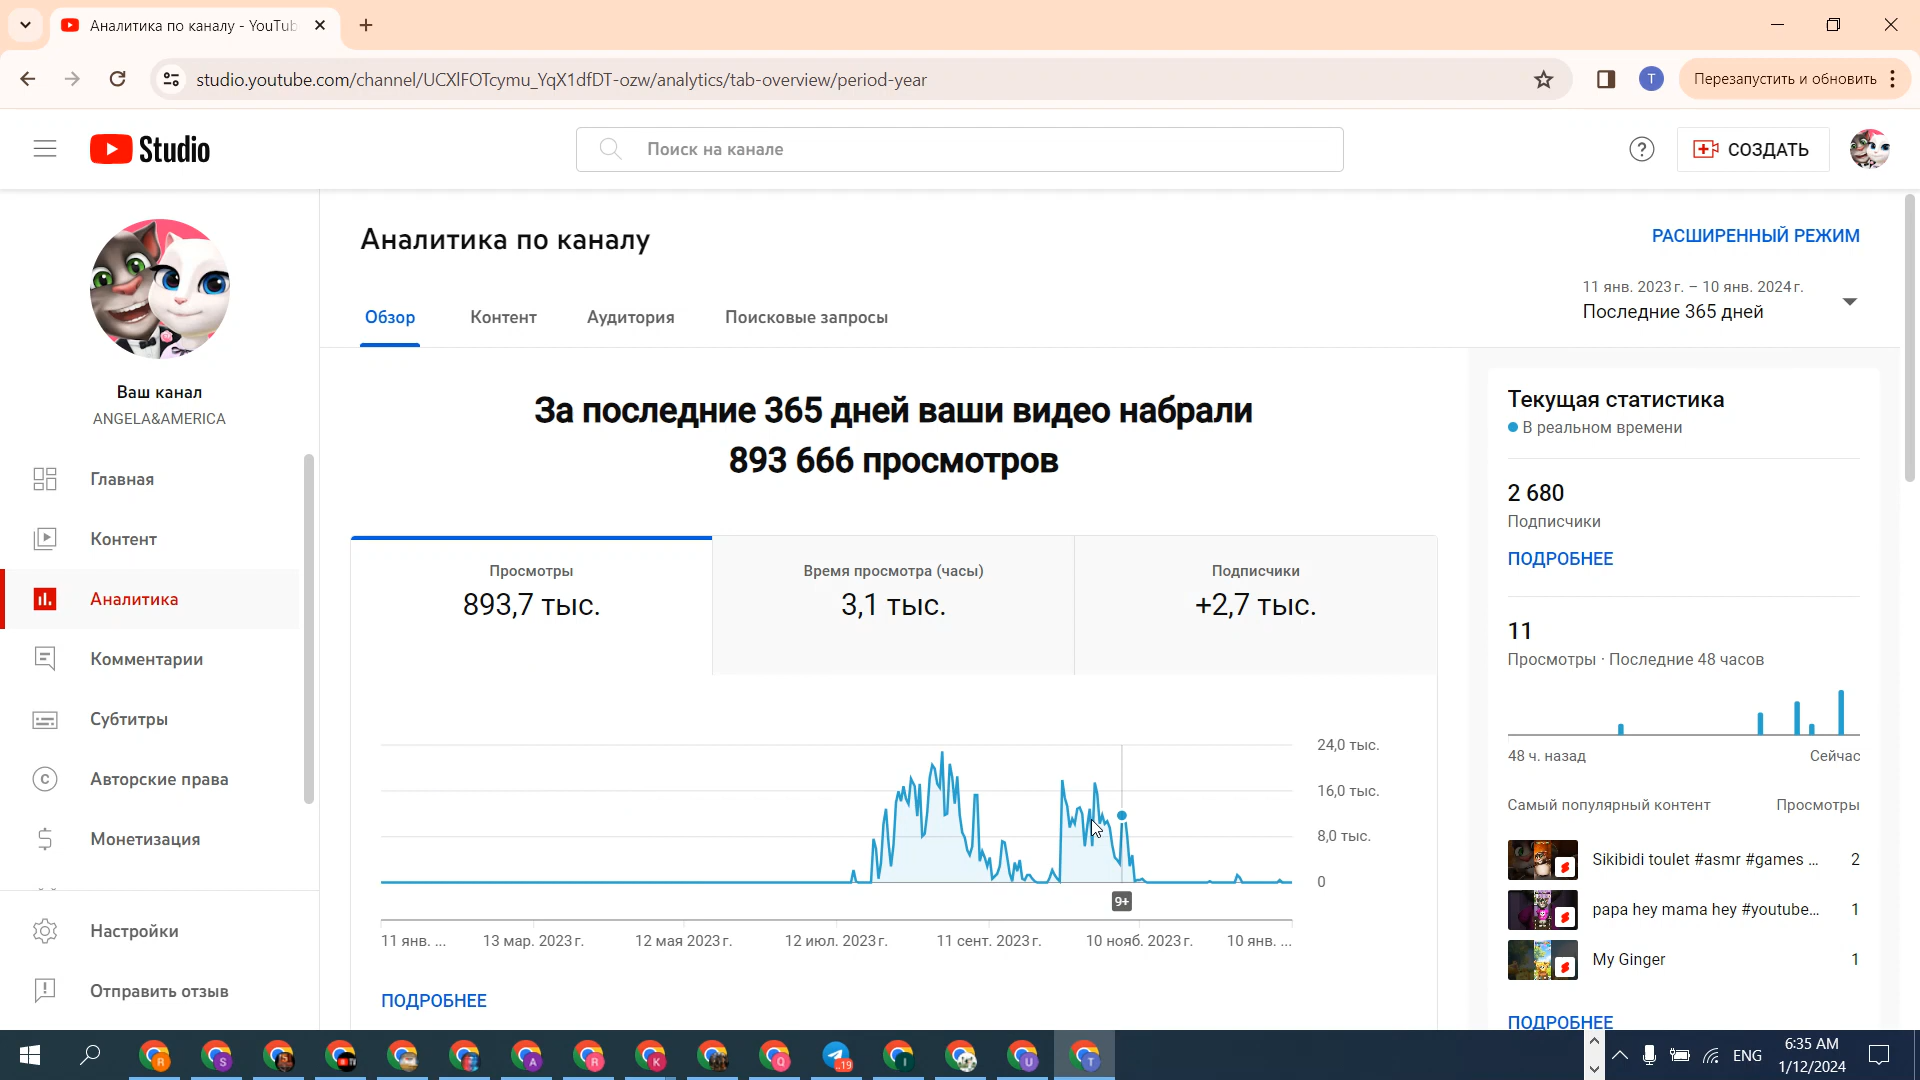 Аналитика по каналу - YouTub
studio.youtube.com/channel/UCXlFOTcymu_YqX1dfDT-ozw/analytics/tab-overview/period-year
T
Перезапустить и обновить
Studio
Поиск на канале
СОЗДАТЬ
Ваш канал
ANGELA&AMERICA
Главная
Контент
Аналитика
Комментарии
Субтитры
Авторские права
Монетизация
Настройки
Отправить отзыв
Аналитика по каналу
РАСШИРЕННЫЙ РЕЖИМ
11 янв. 2023 г. – 10 янв. 2024 г.
Последние 365 дней
Обзор
Контент
Аудитория
Поисковые запросы
За последние 365 дней ваши видео набрали
893 666 просмотров
Просмотры
893,7 тыс.
Время просмотра (часы)
3,1 тыс.
Подписчики
+2,7 тыс.
24,0 тыс.
16,0 тыс.
8,0 тыс.
0
9+
11 янв. ...
13 мар. 2023 г.
12 мая 2023 г.
12 июл. 2023 г.
11 сент. 2023 г.
10 нояб. 2023 г.
10 янв. ...
ПОДРОБНЕЕ
Текущая статистика
В реальном времени
2 680
Подписчики
ПОДРОБНЕЕ
11
Просмотры · Последние 48 часов
48 ч. назад
Сейчас
Самый популярный контент
Просмотры
Sikibidi toulet #asmr #games ...
2
papa hey mama hey #youtube...
1
My Ginger
1
ПОДРОБНЕЕ
R
S
A
R
K
Q
19
I
U
T
ENG
6:35 AM
1/12/2024